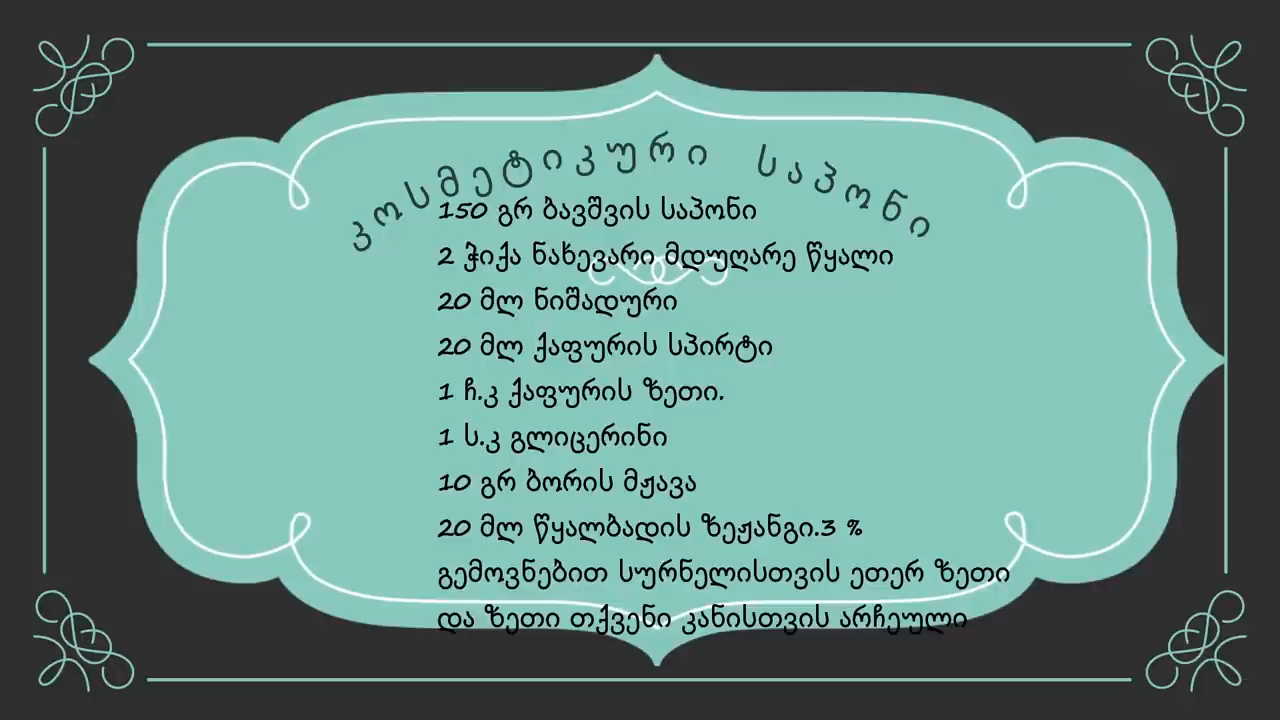 კოსმეტიკური საპონი
150 გრ ბავშვის საპონი
2 ჭიქა ნახევარი მდუღარე წყალი
20 მლ ნიშადური
20 მლ ქაფურის სპირტი
1 ჩ.კ ქაფურის ზეთი.
1 ს.კ გლიცერინი
10 გრ ბორის მჟავა
20 მლ წყალბადის ზეჟანგი.3 %
გემოვნებით სურნელისთვის ეთერ ზეთი
და ზეთი თქვენი კანისთვის არჩეული